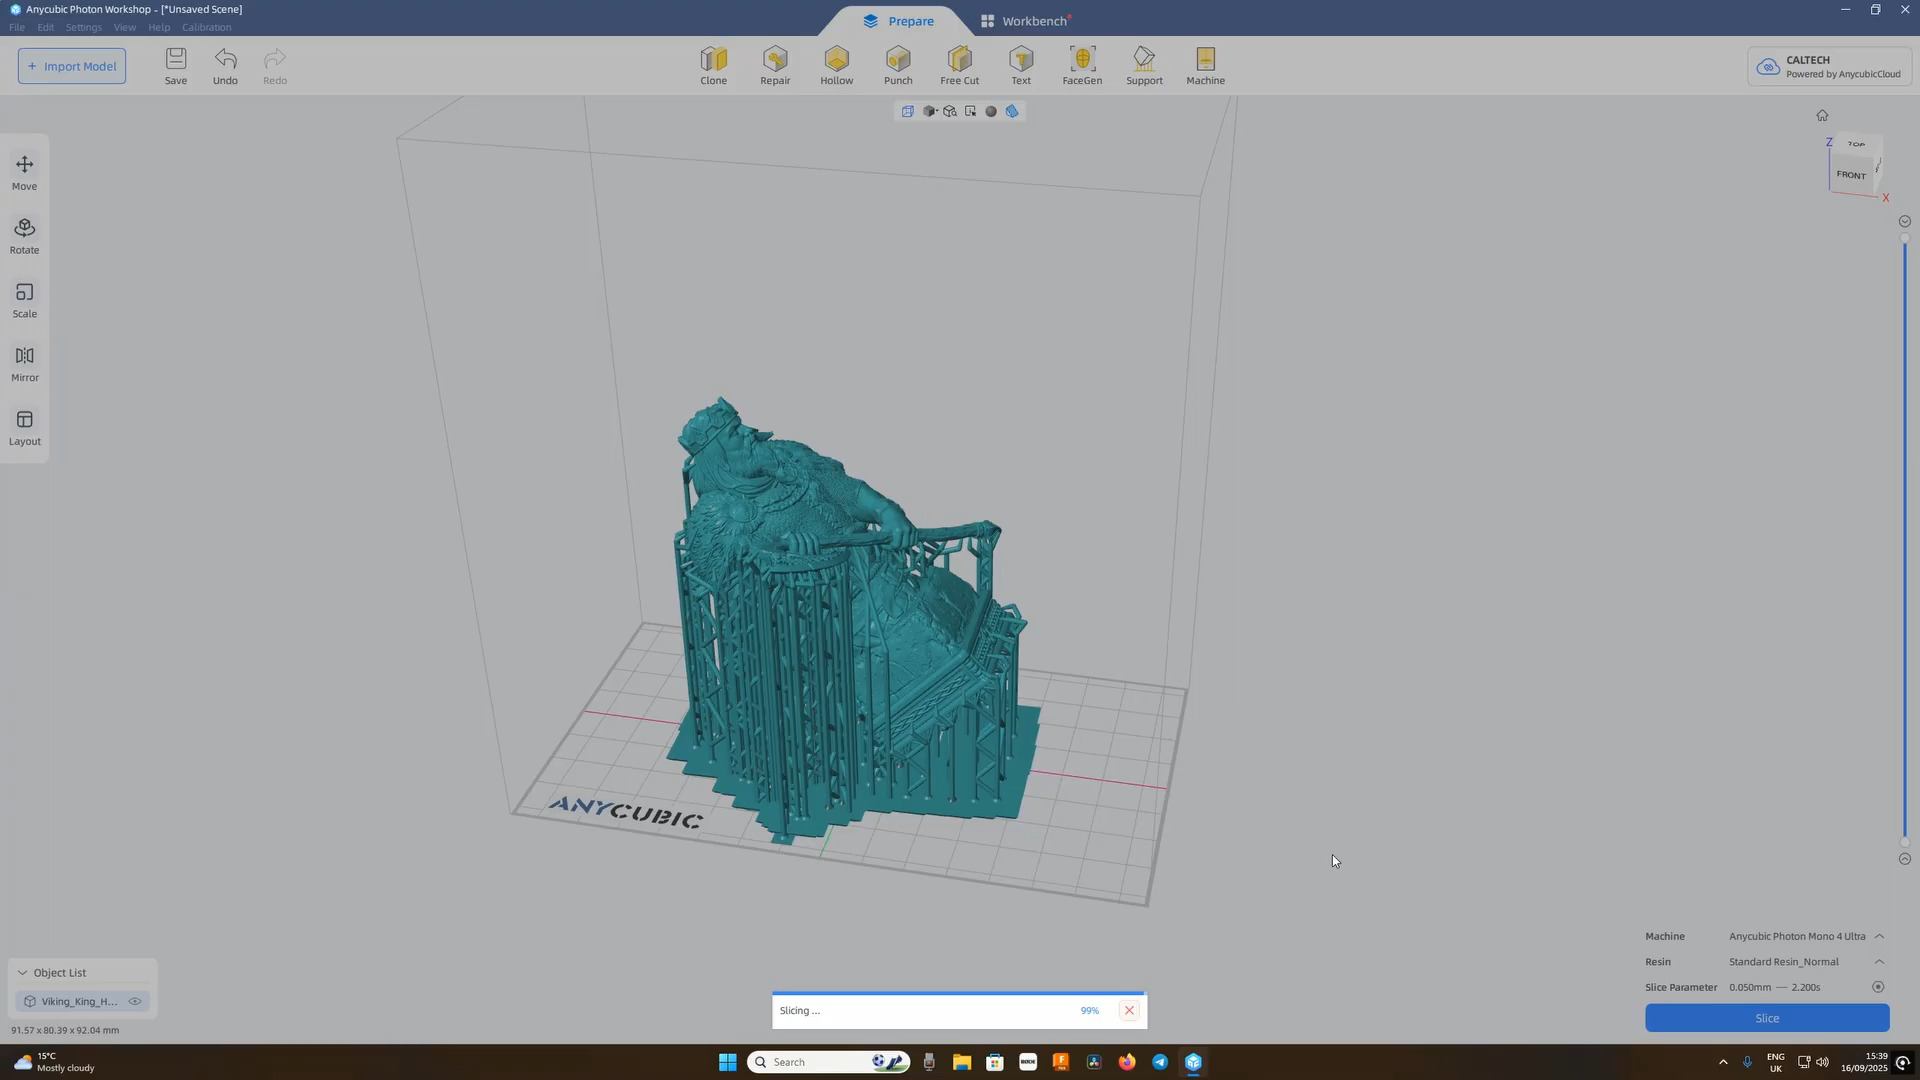 Anycubic Photon Workshop - [*Unsaved Scene]
File Edit Settings View Help Calibration
Prepare
Workbench
+ Import Model
Save
Undo
Redo
Clone
Repair
Hollow
Punch
Free Cut
Text
FaceGen
Support
Machine
CALTECH
Powered by AnycubicCloud
Move
Rotate
Scale
Mirror
Layout
Z
TOP
FRONT
X
ANYCUBIC
Machine Anycubic Photon Mono 4 Ultra
Resin Standard Resin_Normal
Slice Parameter 0.050mm — 2.200s
Slice
Object List
Viking_King_H...
91.57 x 80.39 x 92.04 mm
Slicing ... 99%
15°C
Mostly cloudy
Search
ENG
UK
15:39
16/09/2025